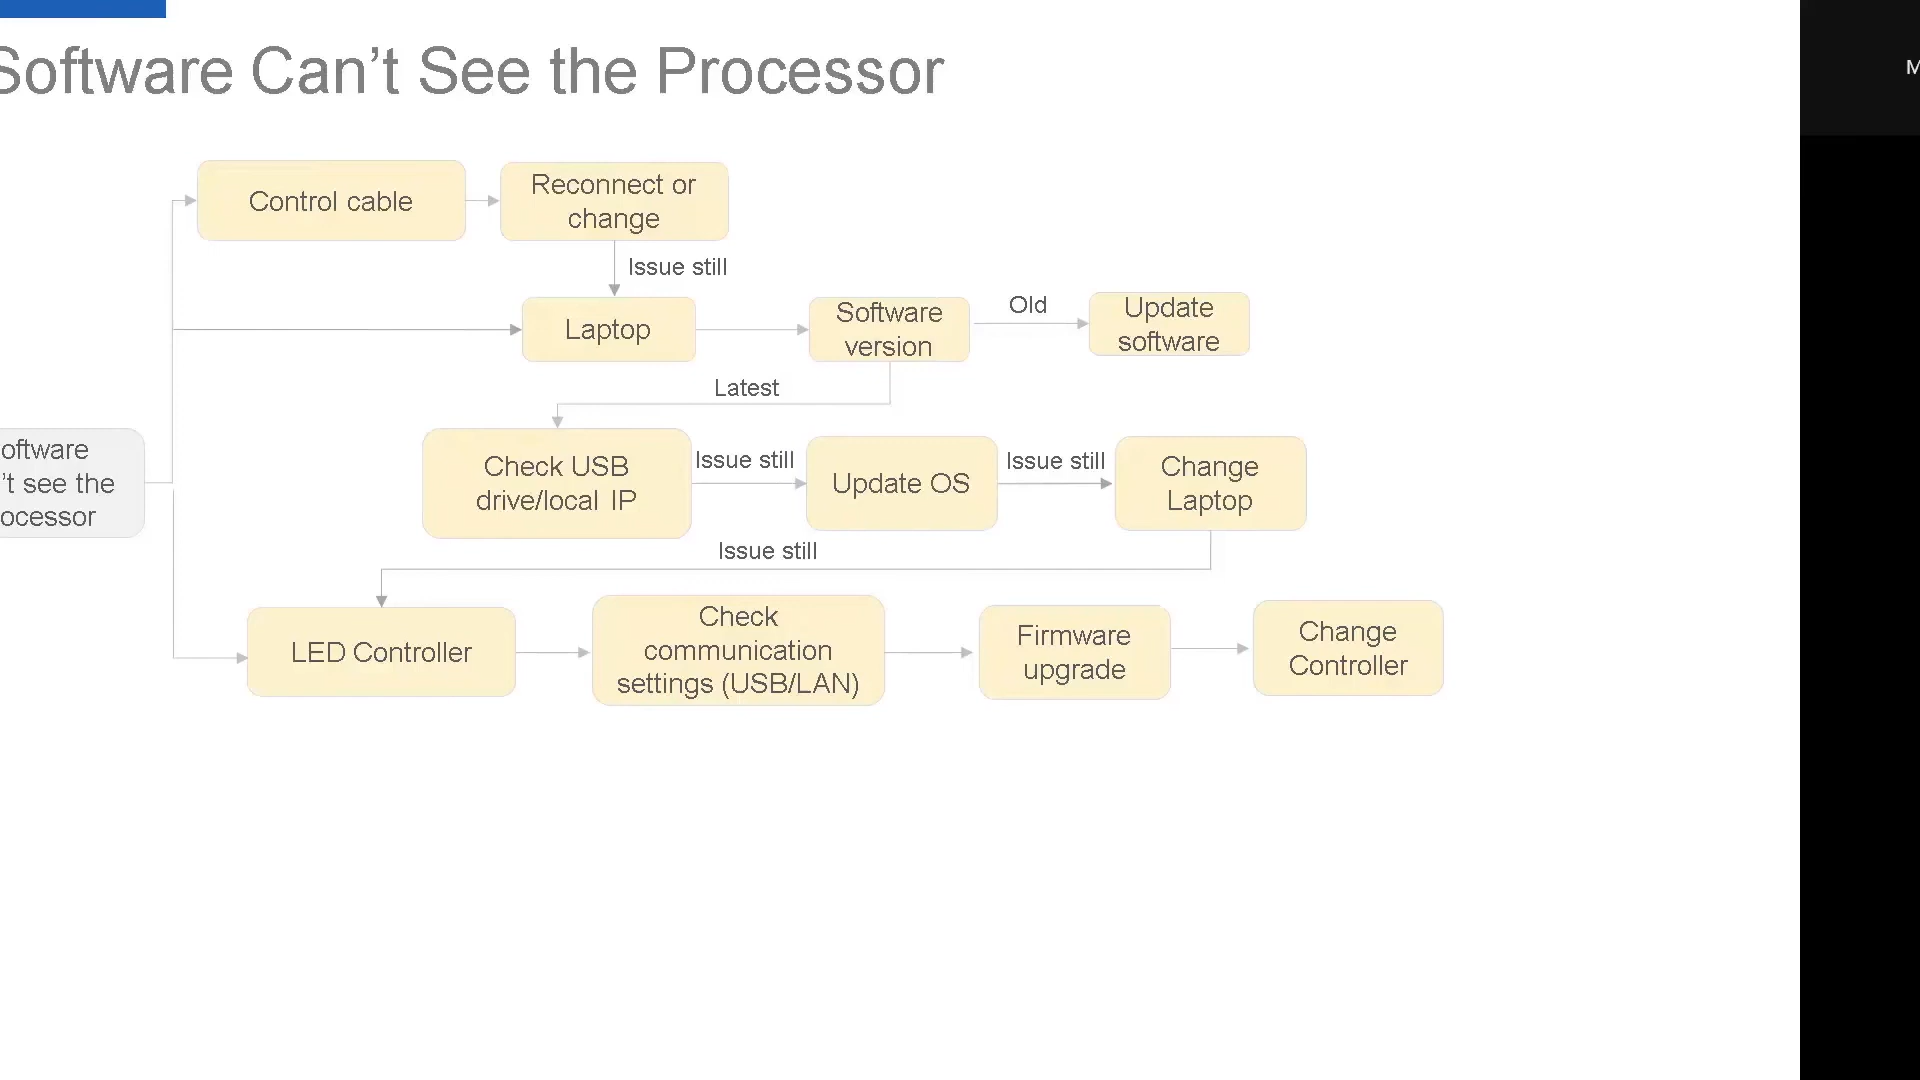 Software Can’t See the Processor
Control cable
Reconnect or
change
Issue still
Laptop
Software
version
Old
Update
software
Latest
oftware
’t see the
ocessor
Check USB
drive/local IP
Issue still
Update OS
Issue still
Change
Laptop
Issue still
LED Controller
Check
communication
settings (USB/LAN)
Firmware
upgrade
Change
Controller
M